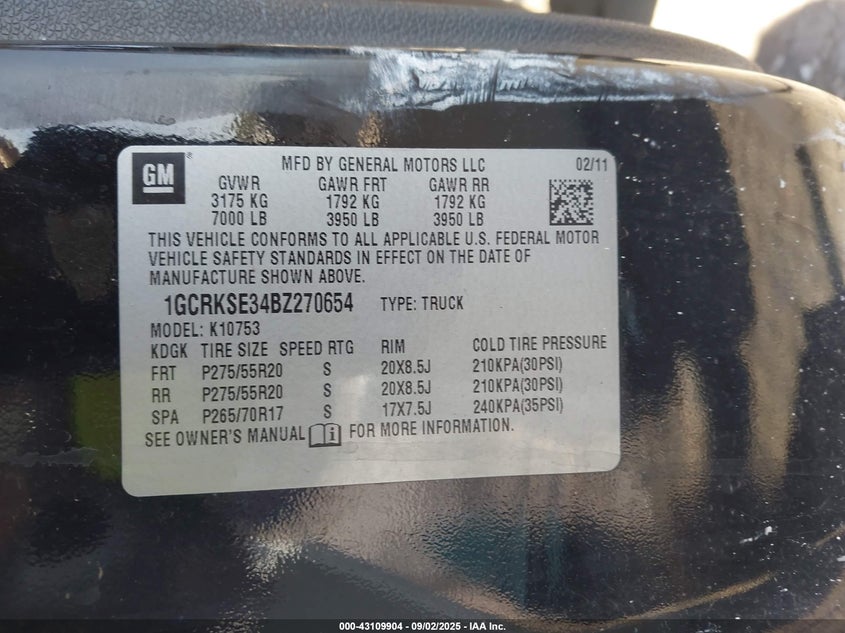 GM
MFD BY GENERAL MOTORS LLC 02/11
GVWR GAWR FRT GAWR RR
3175 KG 1792 KG 1792 KG
7000 LB 3950 LB 3950 LB
THIS VEHICLE CONFORMS TO ALL APPLICABLE U.S. FEDERAL MOTOR
VEHICLE SAFETY STANDARDS IN EFFECT ON THE DATE OF
MANUFACTURE SHOWN ABOVE.
1GCRKSE34BZ270654 TYPE: TRUCK
MODEL: K10753
KDGK TIRE SIZE SPEED RTG RIM COLD TIRE PRESSURE
FRT P275/55R20 S 20X8.5J 210KPA(30PSI)
RR P275/55R20 S 20X8.5J 210KPA(30PSI)
SPA P265/70R17 S 17X7.5J 240KPA(35PSI)
SEE OWNER'S MANUAL i FOR MORE INFORMATION.
000-43109904 - 09/02/2025 - IAA Inc.